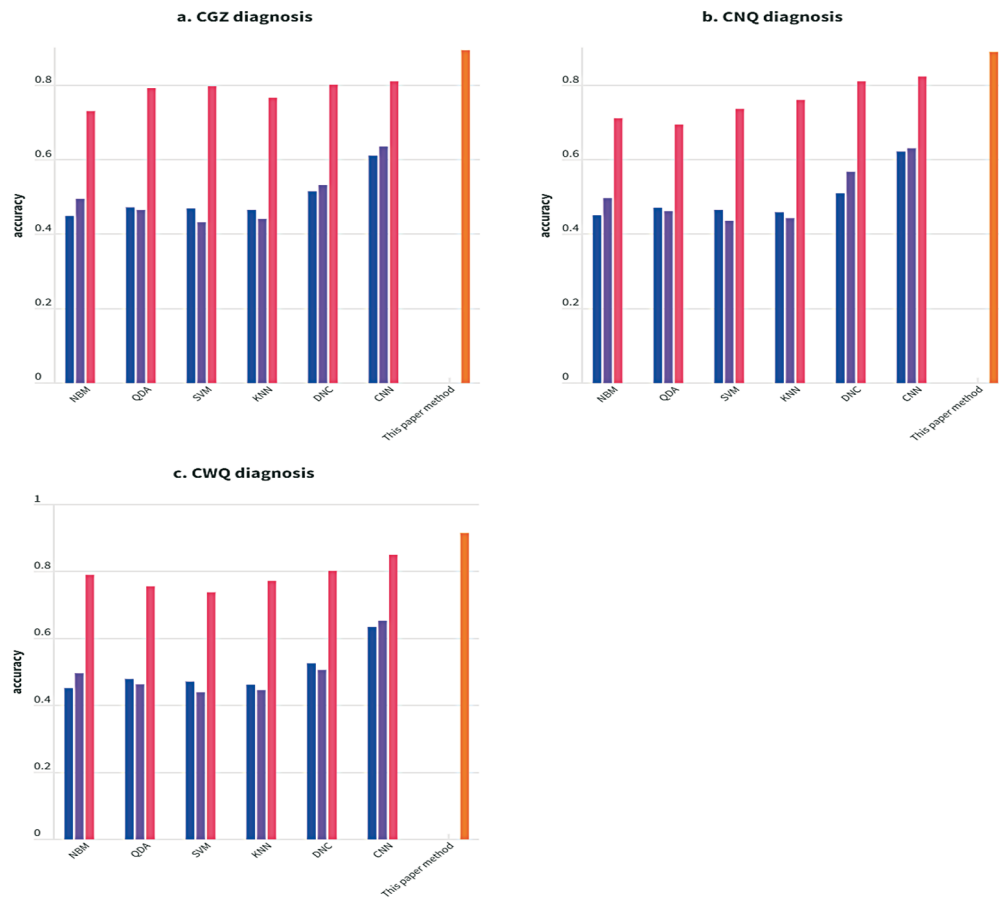 a. CGZ diagnosis
0.8
0.6
0.4
0.2
0
accuracy
NBM
QDA
SVM
KNN
DNC
CNN
This paper method
b. CNQ diagnosis
0.8
0.6
0.4
0.2
0
accuracy
NBM
QDA
SVM
KNN
DNC
CNN
This paper method
c. CWQ diagnosis
1
0.8
0.6
0.4
0.2
0
accuracy
NBM
QDA
SVM
KNN
DNC
CNN
This paper method